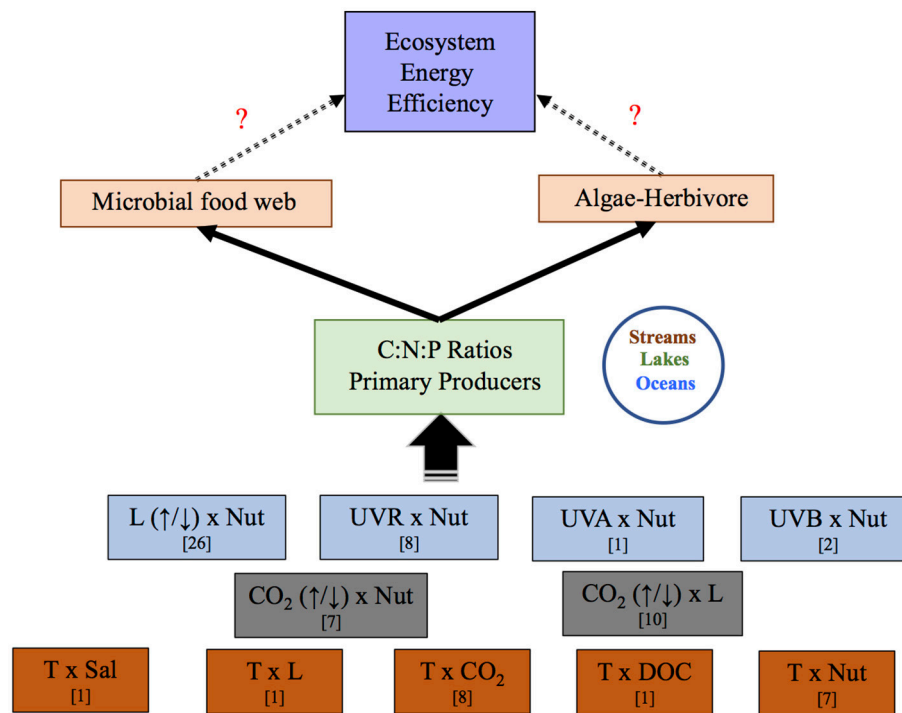 Ecosystem
Energy
Efficiency
?
?
Microbial food web
Algae-Herbivore
C:N:P Ratios
Primary Producers
Streams
Lakes
Oceans
L (↑/↓) x Nut
[26]
UVR x Nut
[8]
UVA x Nut
[1]
UVB x Nut
[2]
CO₂ (↑/↓) x Nut
[7]
CO₂ (↑/↓) x L
[10]
T x Sal
[1]
T x L
[1]
T x CO₂
[8]
T x DOC
[1]
T x Nut
[7]